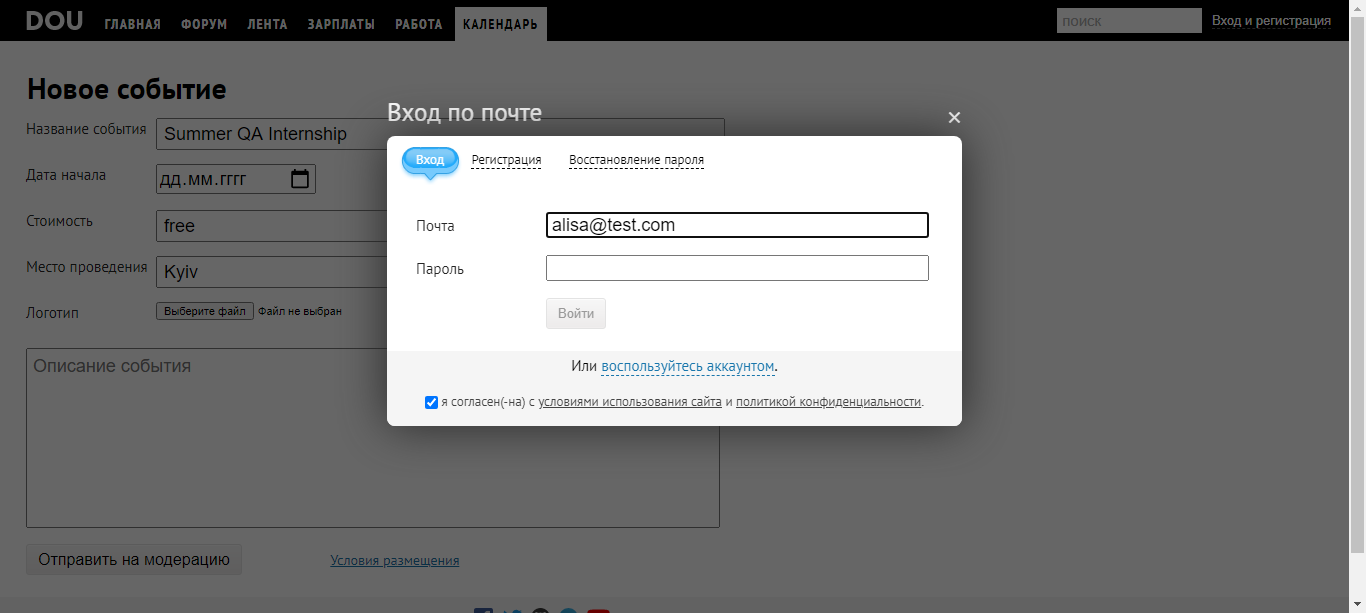 DOU ГЛАВНАЯ ФОРУМ ЛЕНТА ЗАРПЛАТЫ РАБОТА КАЛЕНДАРЬ поиск Вход и регистрация
Новое событие
Название события Summer QA Internship
Дата начала дд.мм.гггг
Стоимость free
Место проведения Kyiv
Логотип Выберите файл Файл не выбран
Описание события
Отправить на модерацию Условия размещения
Вход по почте ×
Вход Регистрация Восстановление пароля
Почта alisa@test.com
Пароль
Войти
Или воспользуйтесь аккаунтом.
я согласен(-на) с условиями использования сайта и политикой конфиденциальности.